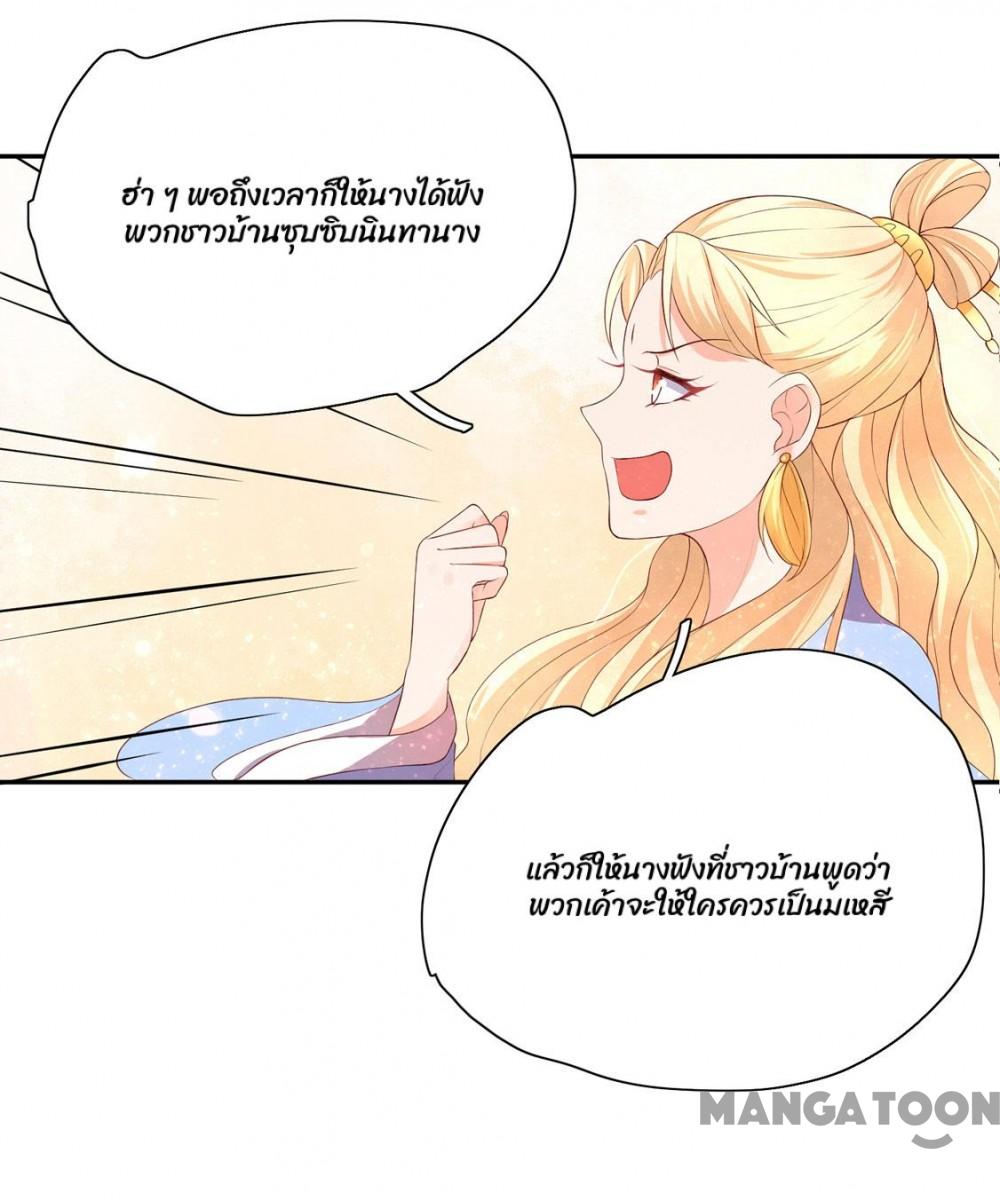 ฮ่า ๆ พอถึงเวลาก็ให้นางได้ฟัง
พวกชาวบ้านซุบซิบนินทานาง
แล้วก็ให้นางฟังที่ชาวบ้านพูดว่า
พวกเค้าจะให้ใครควรเป็นมเหสี
MANGATOON